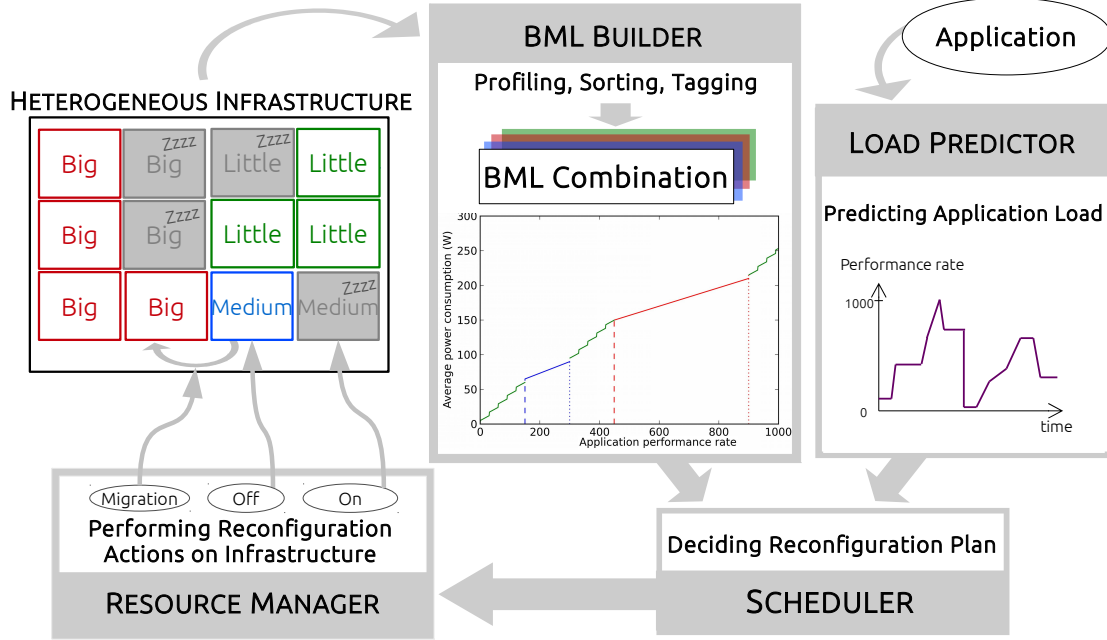 BML BUILDER
Profiling, Sorting, Tagging
BML Combination
300
250
200
150
100
50
0
Average power consumption (W)
0 200 400 600 800 1000
Application performance rate
Application
LOAD PREDICTOR
Predicting Application Load
Performance rate
1000
0
time
HETEROGENEOUS INFRASTRUCTURE
Big Zzzz Big Zzzz Little Little
Big Zzzz Big Little Little
Big Big Medium Zzzz Medium
Migration Off On
Performing Reconfiguration
Actions on Infrastructure
RESOURCE MANAGER
Deciding Reconfiguration Plan
SCHEDULER